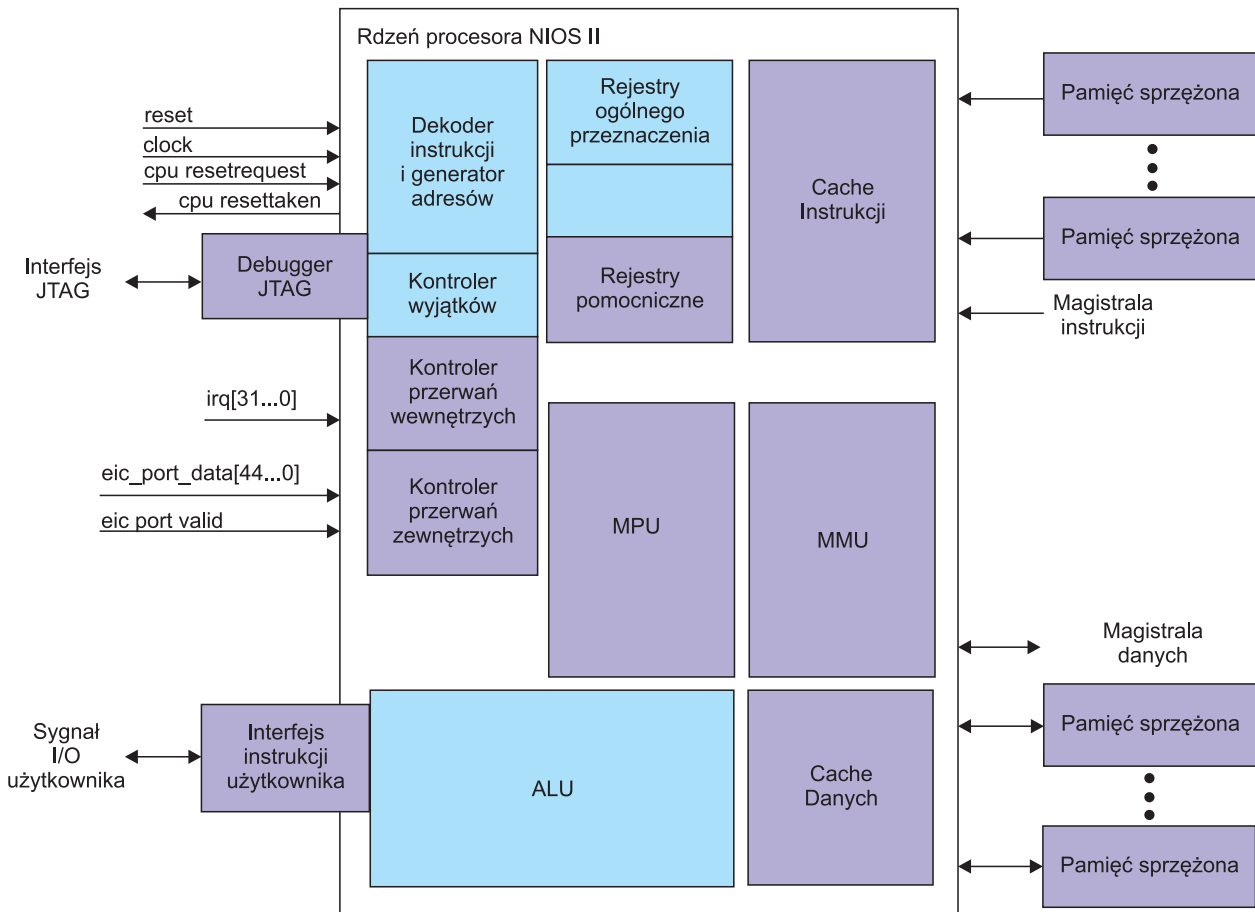 Rdzeń procesora NIOS II
reset
clock
cpu resetrequest
cpu resettaken
Interfejs
JTAG
Debugger
JTAG
irq[31...0]
eic_port_data[44...0]
eic port valid
Sygnał
I/O
użytkownika
Interfejs
instrukcji
użytkownika
Dekoder
instrukcji
i generator
adresów
Kontroler
wyjątków
Kontroler
przerwań
wewnętrzych
Kontroler
przerwań
zewnętrzych
Rejestry
ogólnego
przeznaczenia
Rejestry
pomocniczne
Cache
Instrukcji
MPU
MMU
ALU
Cache
Danych
Pamięć sprzężona
Pamięć sprzężona
Magistrala
instrukcji
Magistrala
danych
Pamięć sprzężona
Pamięć sprzężona